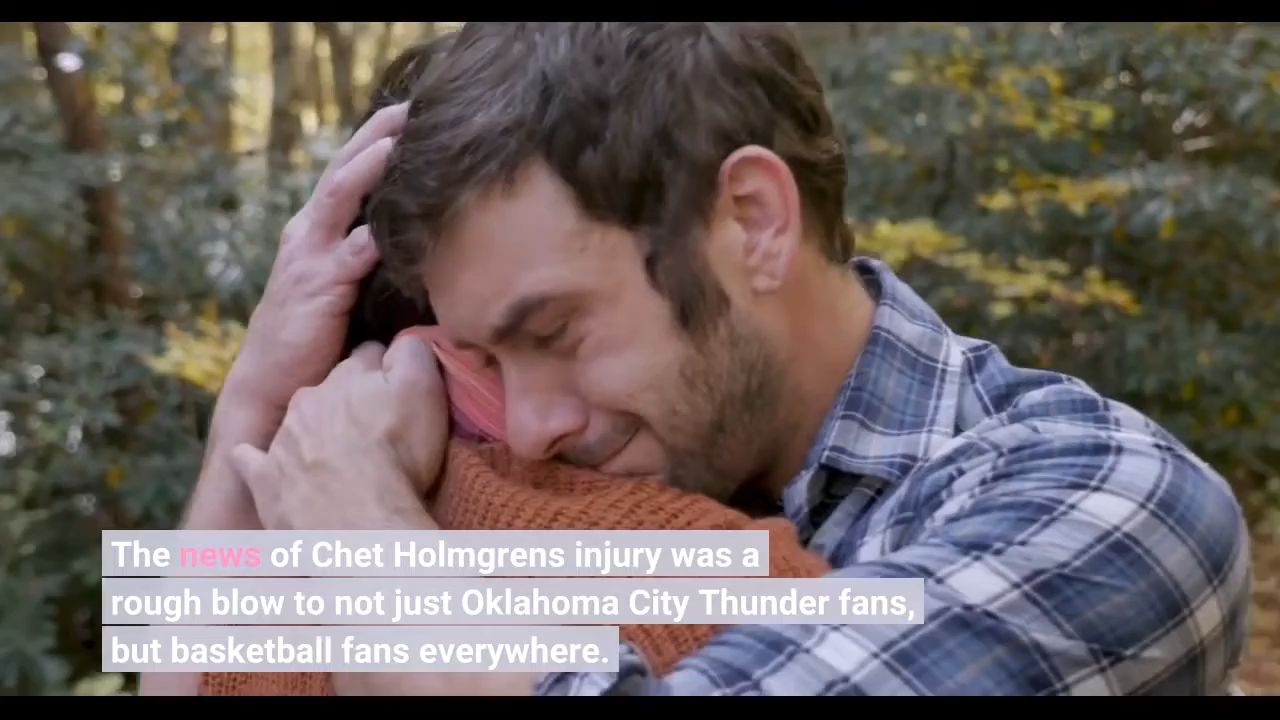 The news of Chet Holmgrens injury was a
rough blow to not just Oklahoma City Thunder fans,
but basketball fans everywhere.